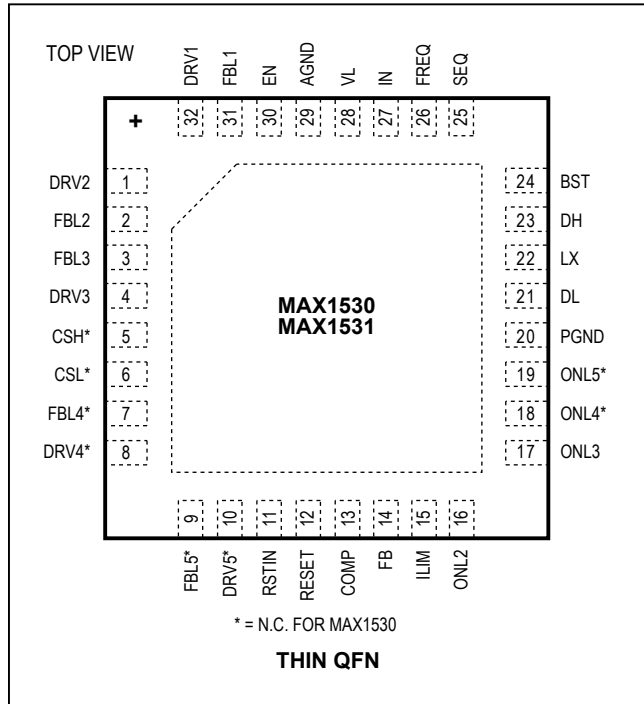 TOP VIEW
DRV1
FBL1
EN
AGND
VL
IN
FREQ
SEQ
+
32
31
30
29
28
27
26
25
DRV2 1
FBL2 2
FBL3 3
DRV3 4
CSH* 5
CSL* 6
FBL4* 7
DRV4* 8
MAX1530
MAX1531
24 BST
23 DH
22 LX
21 DL
20 PGND
19 ONL5*
18 ONL4*
17 ONL3
9
10
11
12
13
14
15
16
FBL5*
DRV5*
RSTIN
RESET
COMP
FB
ILIM
ONL2
* = N.C. FOR MAX1530
THIN QFN